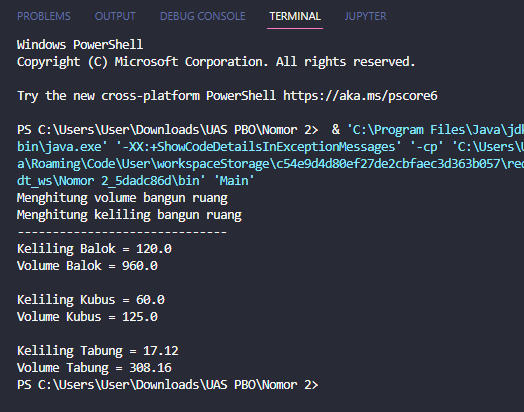 PROBLEMS OUTPUT DEBUG CONSOLE TERMINAL JUPYTER
Windows PowerShell
Copyright (C) Microsoft Corporation. All rights reserved.
Try the new cross-platform PowerShell https://aka.ms/pscore6
PS C:\Users\User\Downloads\UAS PBO\Nomor 2>  & 'C:\Program Files\Java\jd
bin\java.exe' '-XX:+ShowCodeDetailsInExceptionMessages' '-cp' 'C:\Users\U
a\Roaming\Code\User\workspaceStorage\c54e9d4d80ef27de2cbfaec3d363b057\red
dt_ws\Nomor 2_5dadc86d\bin' 'Main'
Menghitung volume bangun ruang
Menghitung keliling bangun ruang
------------------------------
Keliling Balok = 120.0
Volume Balok = 960.0
Keliling Kubus = 60.0
Volume Kubus = 125.0
Keliling Tabung = 17.12
Volume Tabung = 308.16
PS C:\Users\User\Downloads\UAS PBO\Nomor 2>